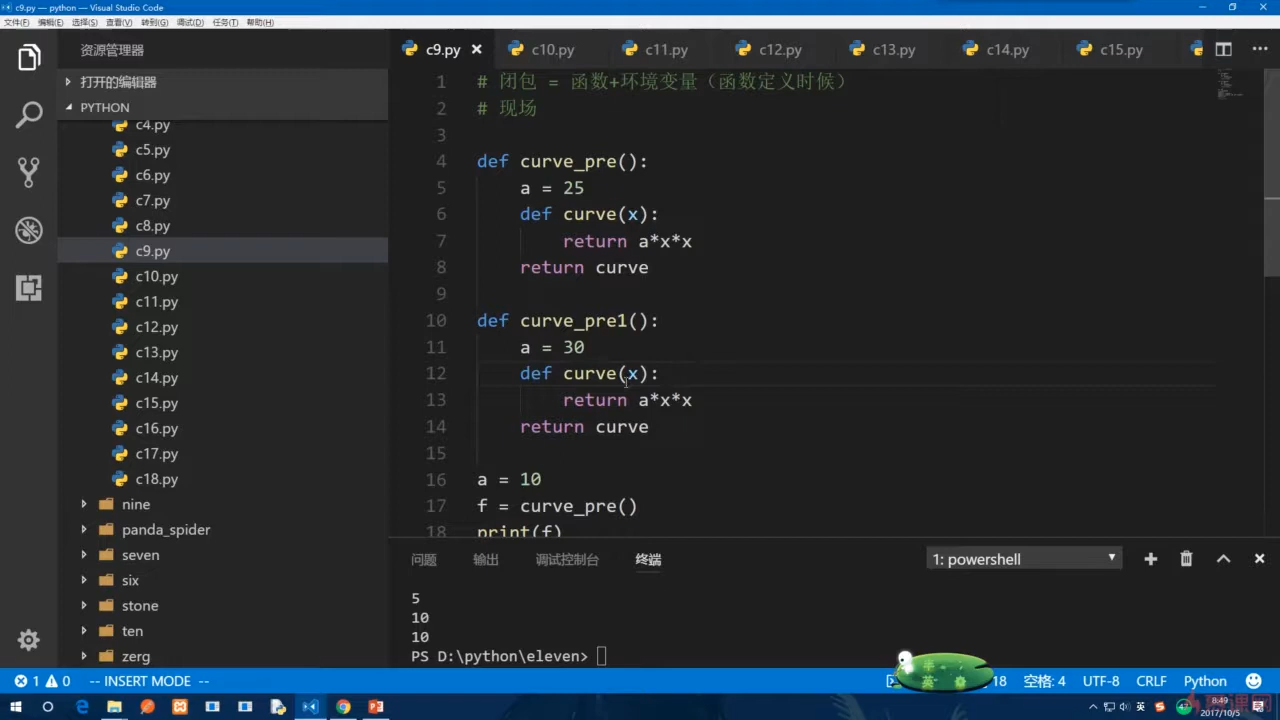 c9.py — python — Visual Studio Code
文件(F) 编辑(E) 选择(S) 查看(V) 转到(G) 调试(D) 任务(T) 帮助(H)
资源管理器
c9.py c10.py c11.py c12.py c13.py c14.py c15.py
打开的编辑器
PYTHON
c4.py
c5.py
c6.py
c7.py
c8.py
c9.py
c10.py
c11.py
c12.py
c13.py
c14.py
c15.py
c16.py
c17.py
c18.py
nine
panda_spider
seven
six
stone
ten
zerg
1 # 闭包 = 函数+环境变量（函数定义时候）
2 # 现场
3
4 def curve_pre():
5 a = 25
6 def curve(x):
7 return a*x*x
8 return curve
9
10 def curve_pre1():
11 a = 30
12 def curve(x):
13 return a*x*x
14 return curve
15
16 a = 10
17 f = curve_pre()
18 print(f)
问题 输出 调试控制台 终端 1: powershell
5
10
10
PS D:\python\eleven>
1 0 -- INSERT MODE -- 18 空格: 4 UTF-8 CRLF Python
半
英
英 47 8:49
2017/10/5